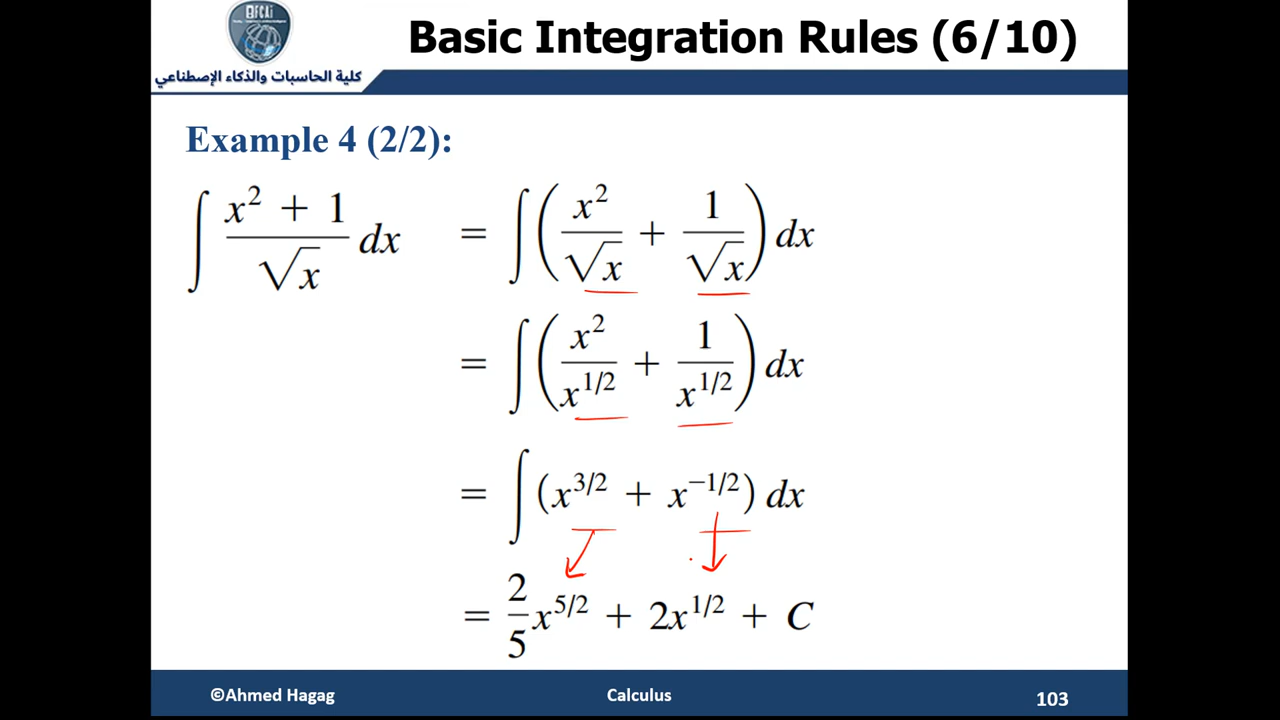 FCAi
Basic Integration Rules (6/10)
كلية الحاسبات والذكاء الإصطناعي
Example 4 (2/2):
∫ (x² + 1)/√x dx = ∫ (x²/√x + 1/√x) dx
= ∫ (x²/x^{1/2} + 1/x^{1/2}) dx
= ∫ (x^{3/2} + x^{−1/2}) dx
= 2/5 x^{5/2} + 2x^{1/2} + C
©Ahmed Hagag
Calculus
103